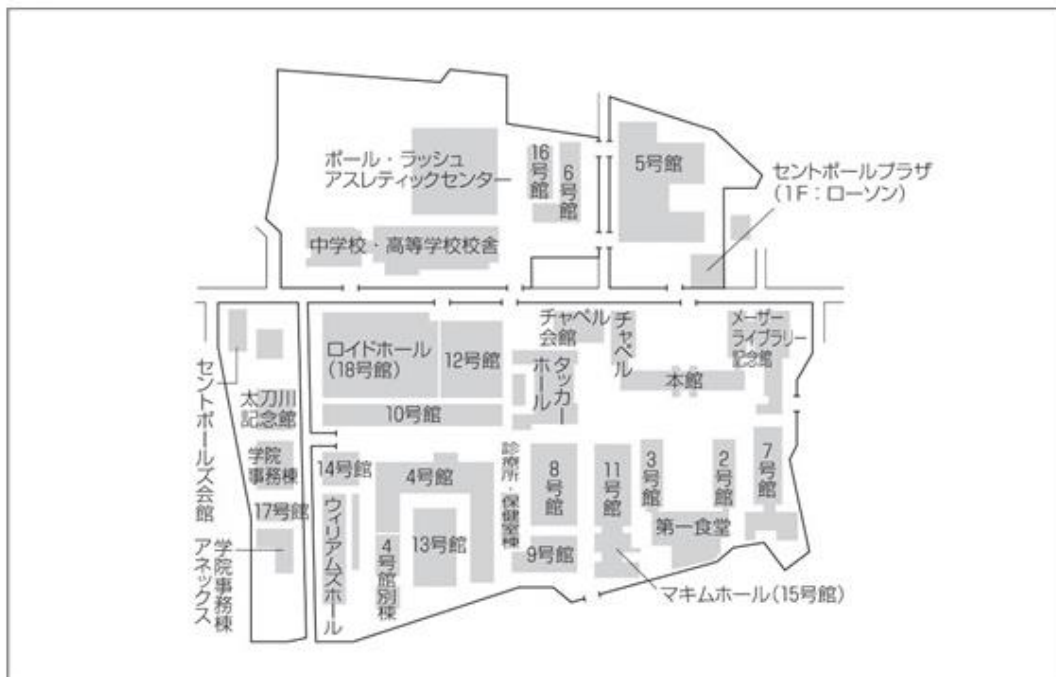 ポール・ラッシュ
アスレティックセンター
16号館
6号館
5号館
セントポールプラザ
(1F:ローソン)
中学校・高等学校校舎
ロイドホール
(18号館)
12号館
チャペル
会館
チャペル
メーザー
ライブラリー
記念館
タッカー
ホール
本館
10号館
セントポールズ会館
太刀川
記念館
学院
事務棟
17号館
学院事務棟
アネックス
14号館
ウィリアムズホール
4号館
4号館別棟
13号館
診療所・保健室棟
8号館
9号館
11号館
3号館
2号館
7号館
第一食堂
マキムホール(15号館)